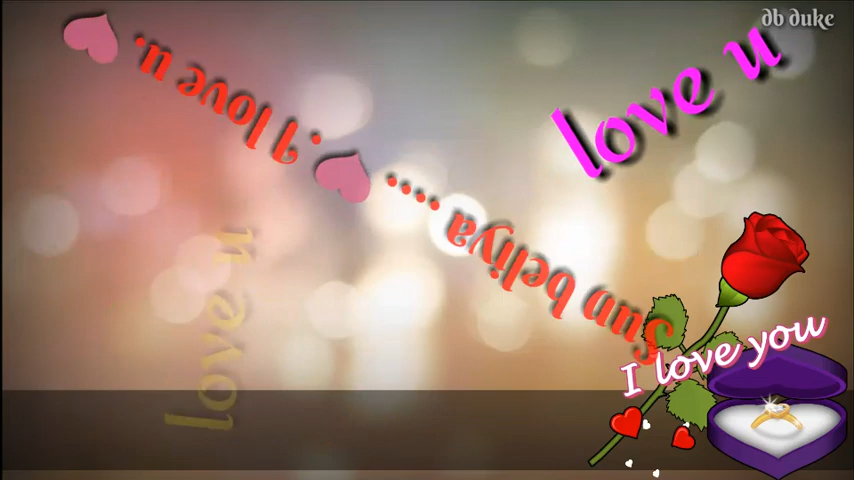 db duke
love u
Sun beliya .... 
. I love u.
love u
I love you